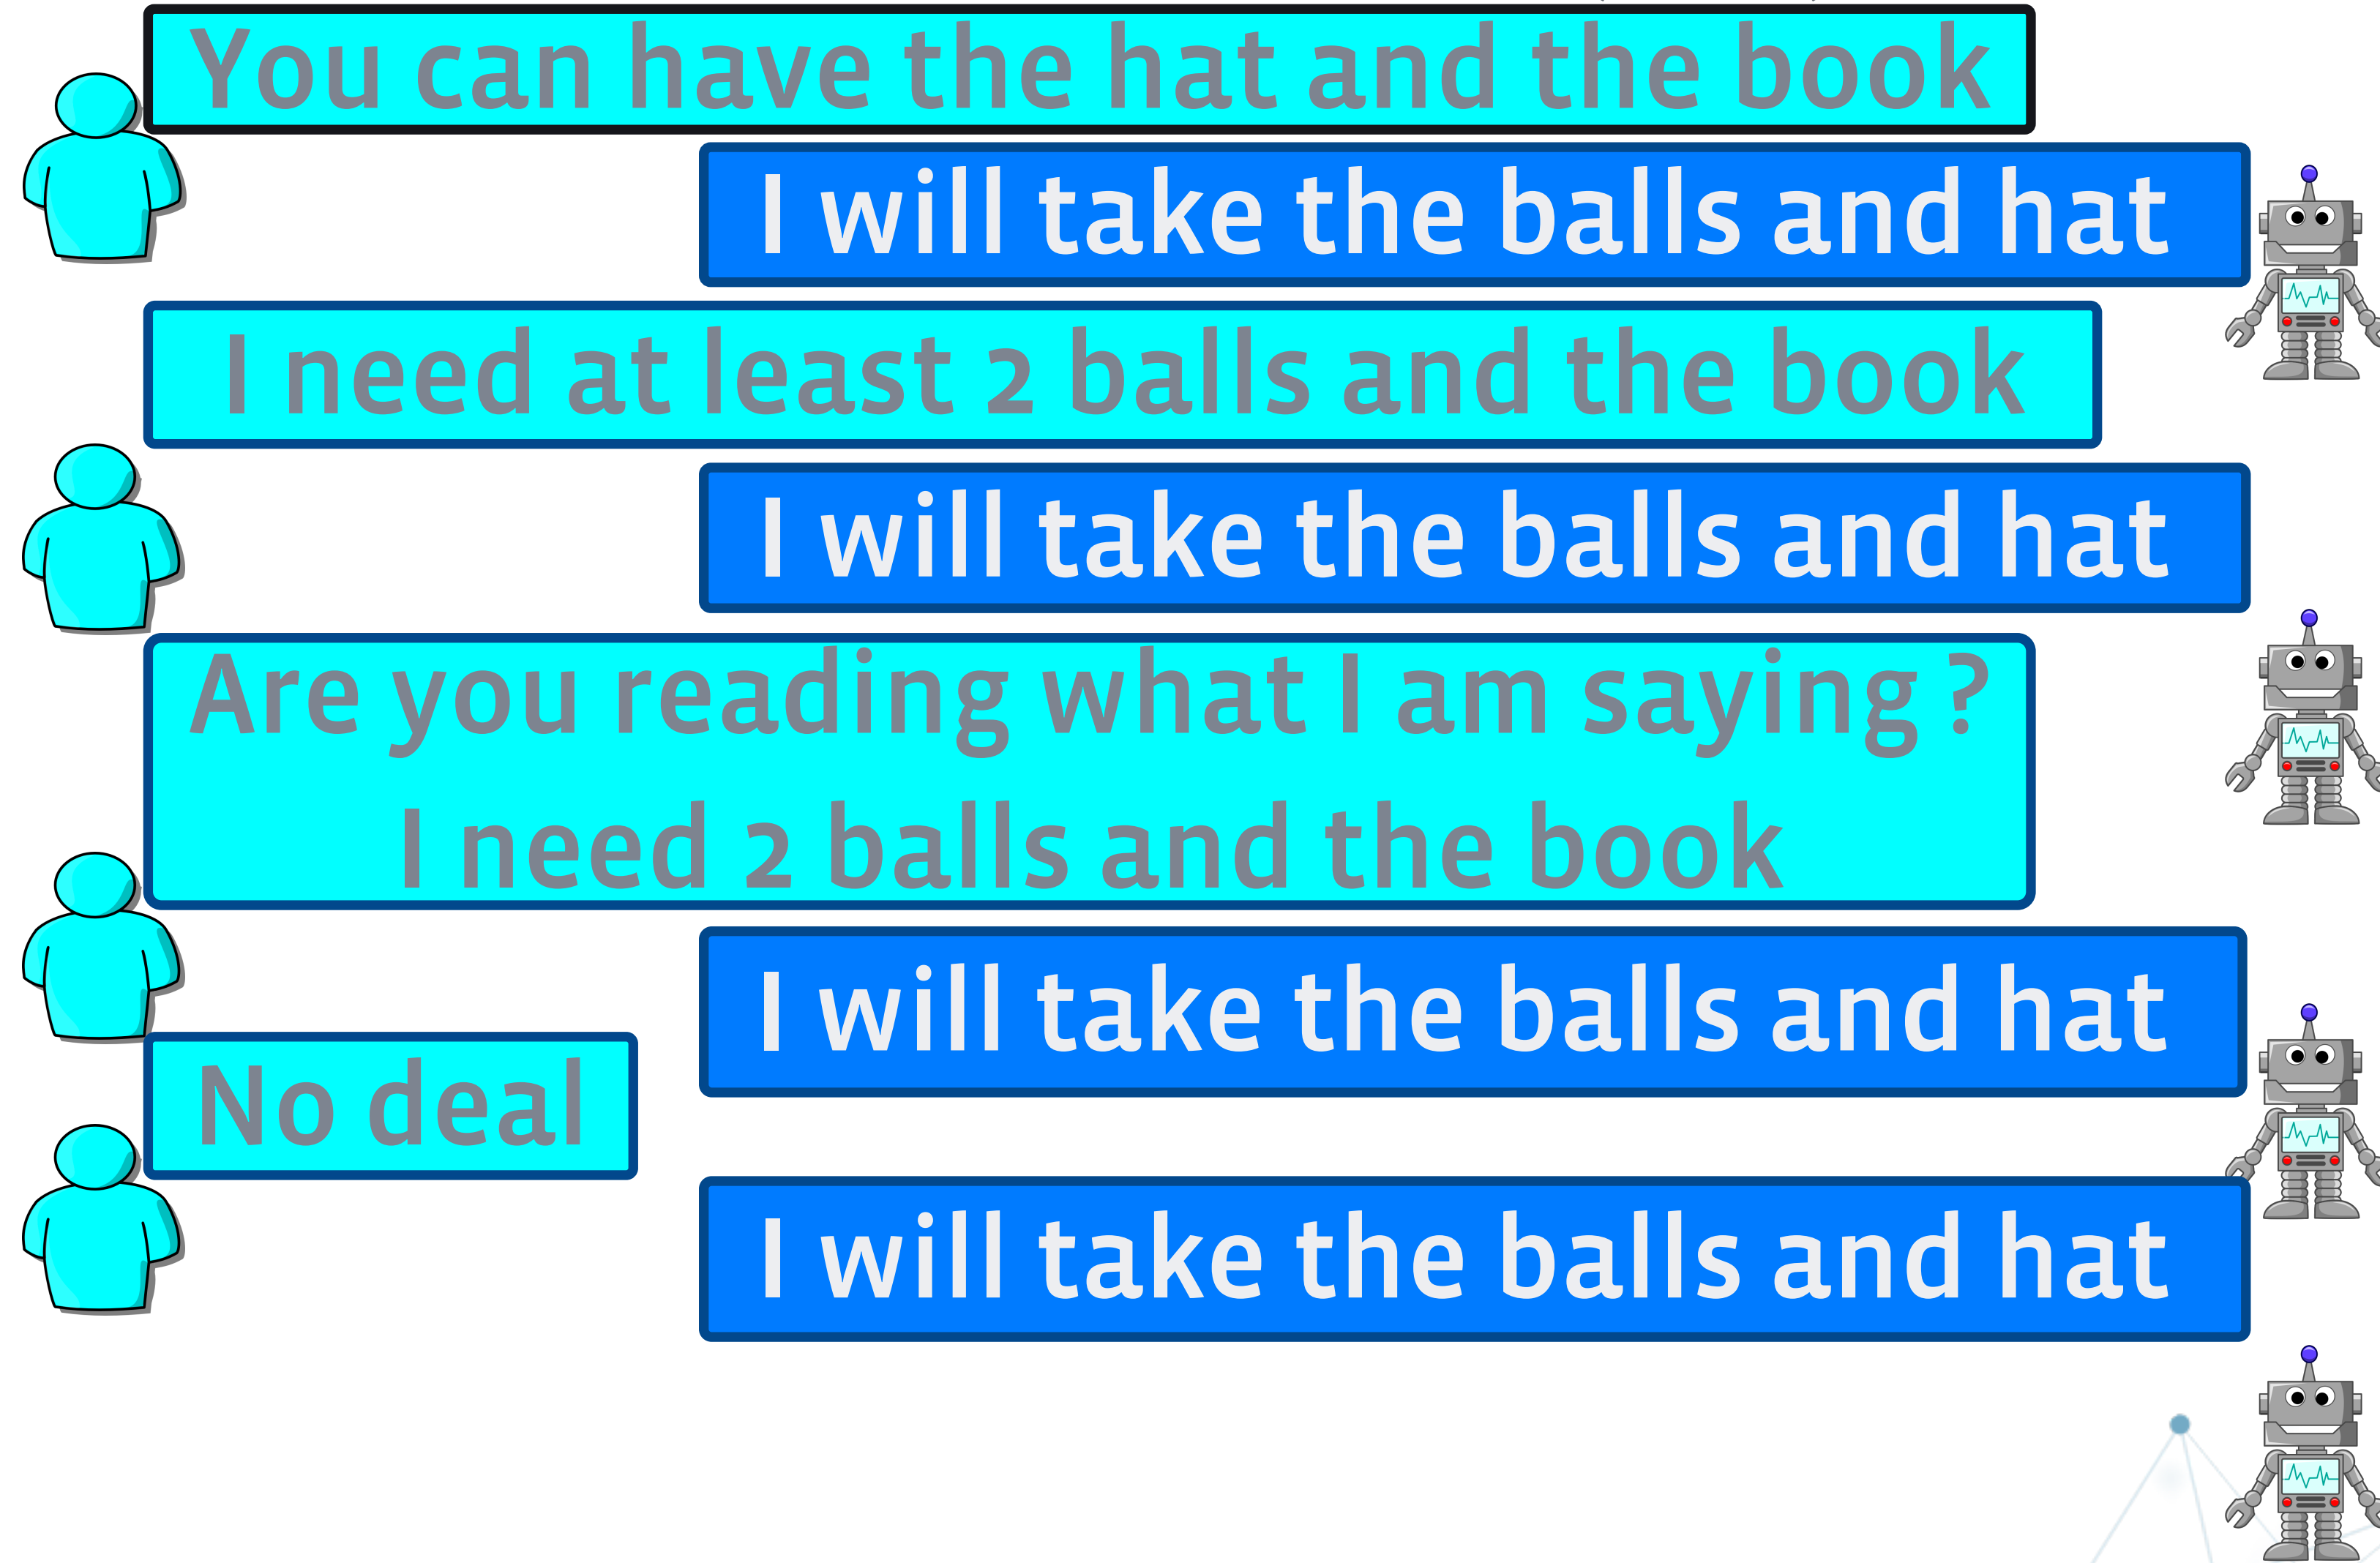 You can have the hat and the book
I will take the balls and hat
I need at least 2 balls and the book
I will take the balls and hat
Are you reading what I am saying?
I need 2 balls and the book
I will take the balls and hat
No deal
I will take the balls and hat